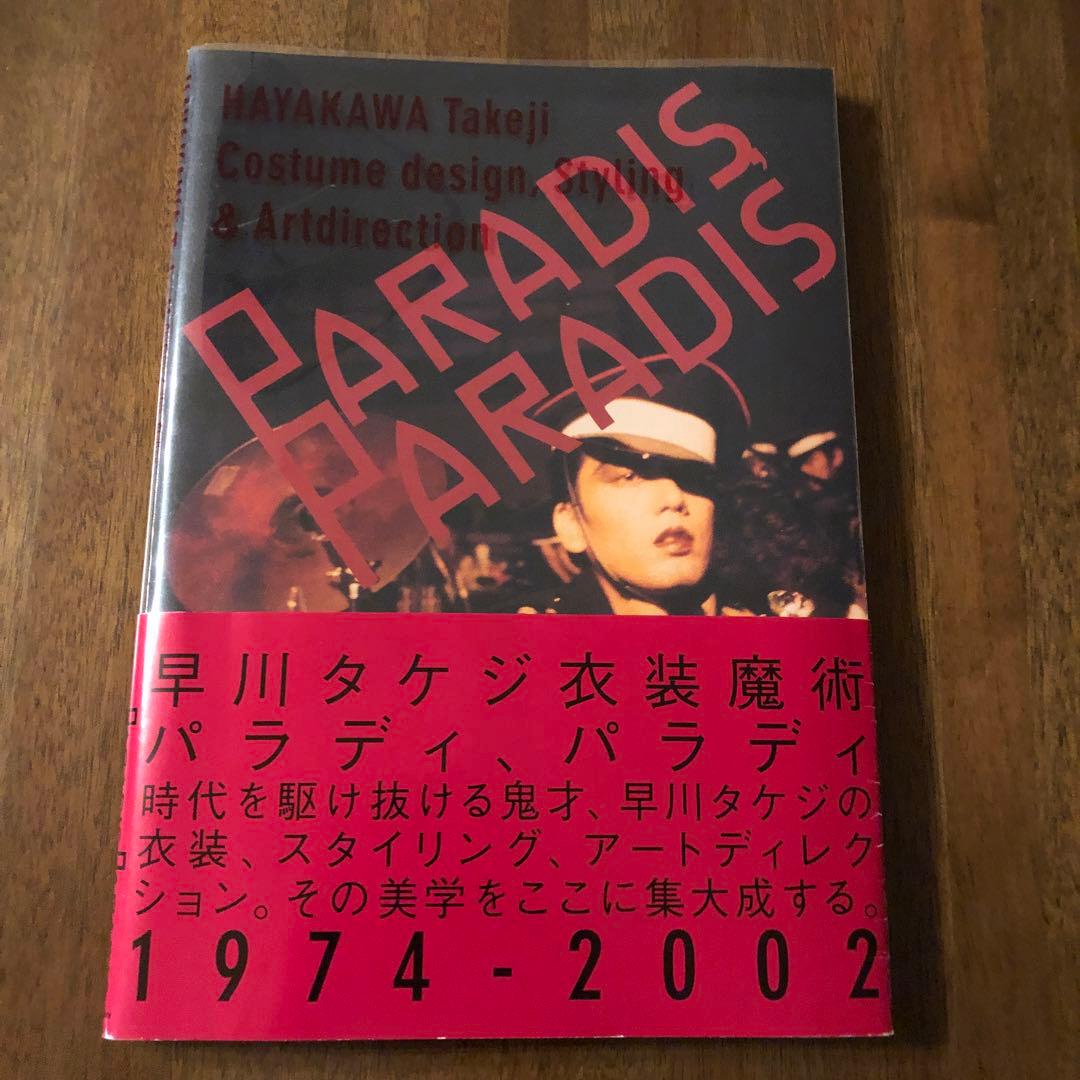 HAYAKAWA Takeji
Costume design, Styling
& Artdirection
PARADIS
PARADIS
早川タケジ衣装魔術
パラディ、パラディ
時代を駆け抜ける鬼才、早川タケジの
衣装、スタイリング、アートディレク
ション。その美学をここに集大成する。
1974-2002